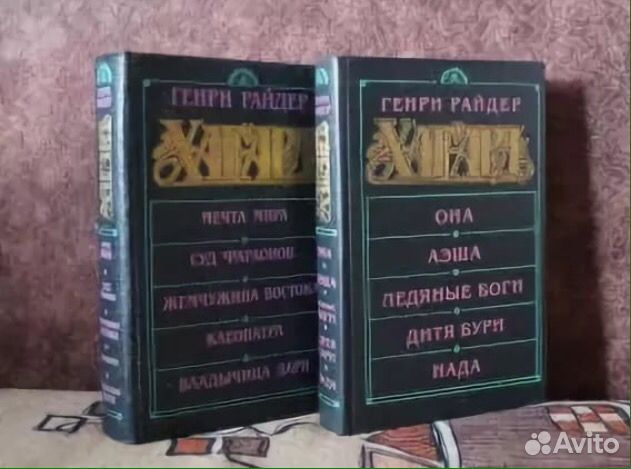 ГЕНРИ РАЙДЕР
ХАГГАРД
МЕЧТА МИРА
СУД ФАРАОНОВ
ЖЕМЧУЖИНА ВОСТОКА
КЛЕОПАТРА
ВЛАДЫЧИЦА ЗАРИ
ГЕНРИ РАЙДЕР
ХАГГАРД
ОНА
АЭША
ЛЕДЯНЫЕ БОГИ
ДИТЯ БУРИ
НАДА
Avito